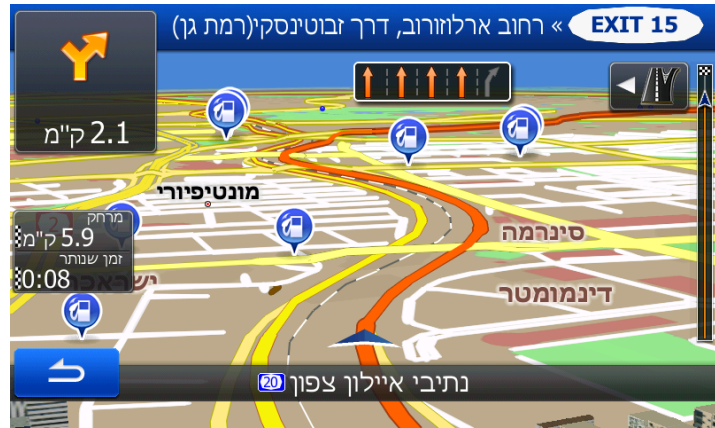 EXIT 15 » רחוב ארלוזורוב, דרך זבוטינסקי(רמת גן)
2.1 ק"מ
מונטיפיורי
מרחק
5.9 ק"מ
זמן שנותר
0:08
סינרמה
דינמומטר
נתיבי איילון צפון 20